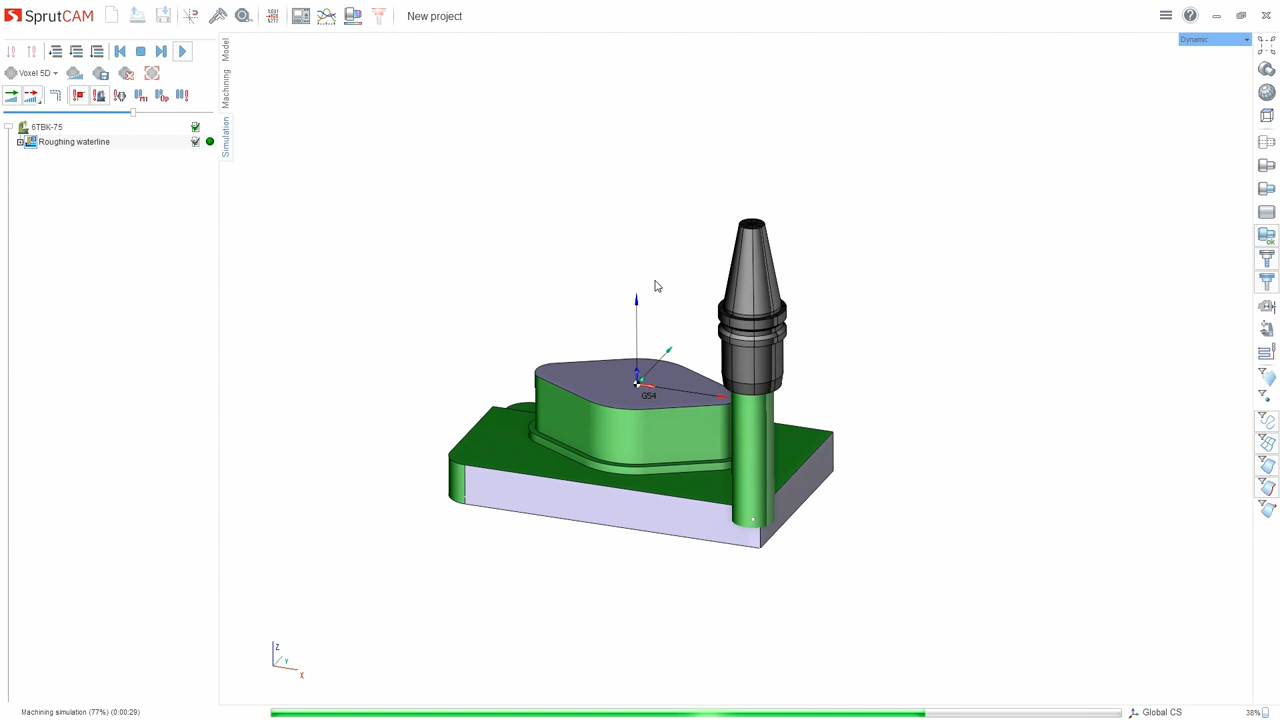 SprutCAM
New project
Dynamic
Voxel 5D
Model
Machining
Simulation
6TBK-75
Roughing waterline
G54
Z
Y
X
Machining simulation (77%) (0:00:29)
Global CS
38%